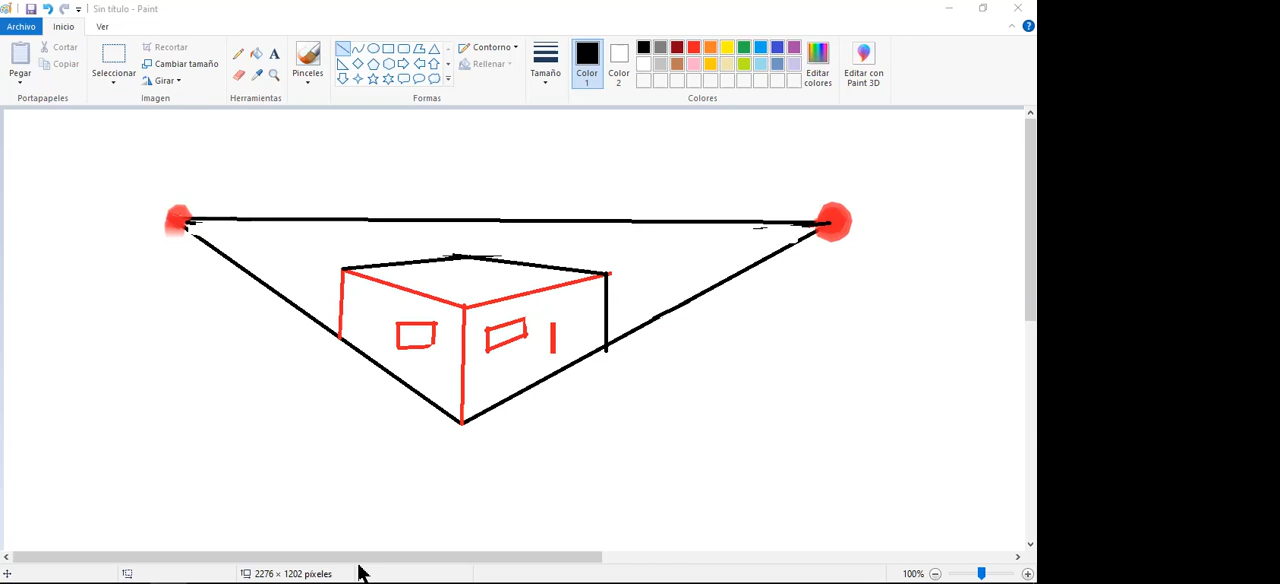 Sin título - Paint
Archivo Inicio Ver
Pegar
Cortar
Copiar
Portapapeles
Seleccionar
Recortar
Cambiar tamaño
Girar
Imagen
A
Herramientas
Pinceles
Formas
Contorno
Rellenar
Tamaño
Color
1
Color
2
Colores
Editar
colores
Editar con
Paint 3D
2276 × 1202 píxeles
100%